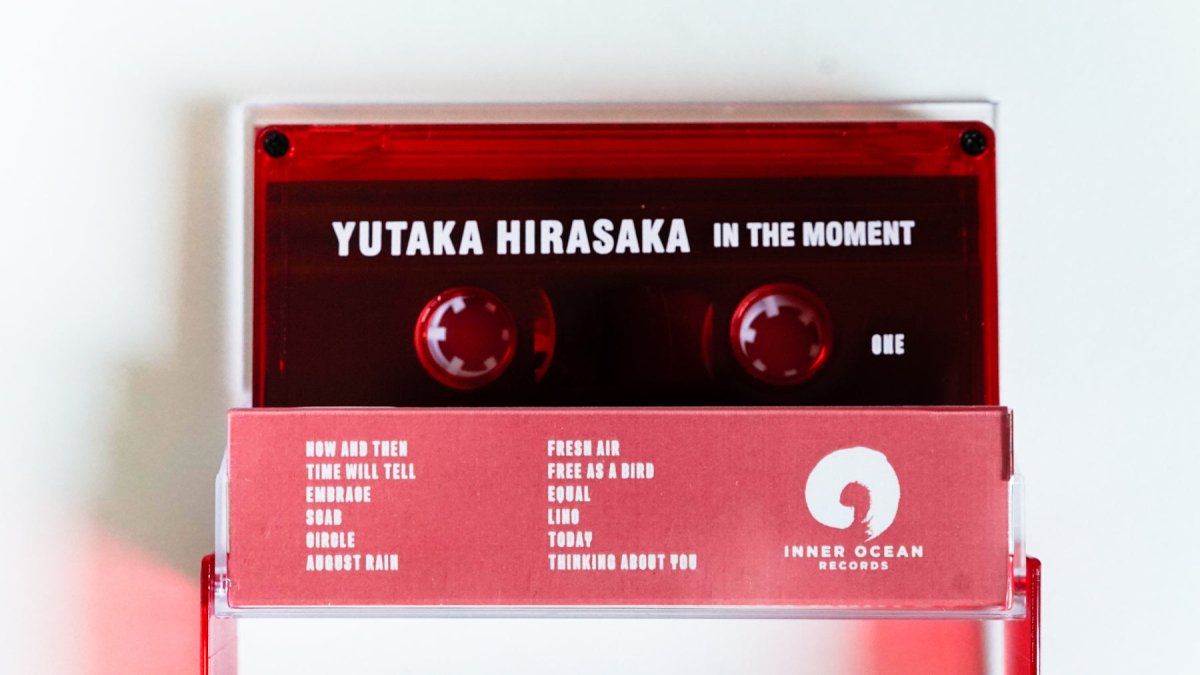 YUTAKA HIRASAKA IN THE MOMENT
ONE
NOW AND THEN
TIME WILL TELL
EMBRACE
SOAD
CIRCLE
AUGUST RAIN
FRESH AIR
FREE AS A BIRD
EQUAL
LINO
TODAY
THINKING ABOUT YOU
INNER OCEAN
RECORDS